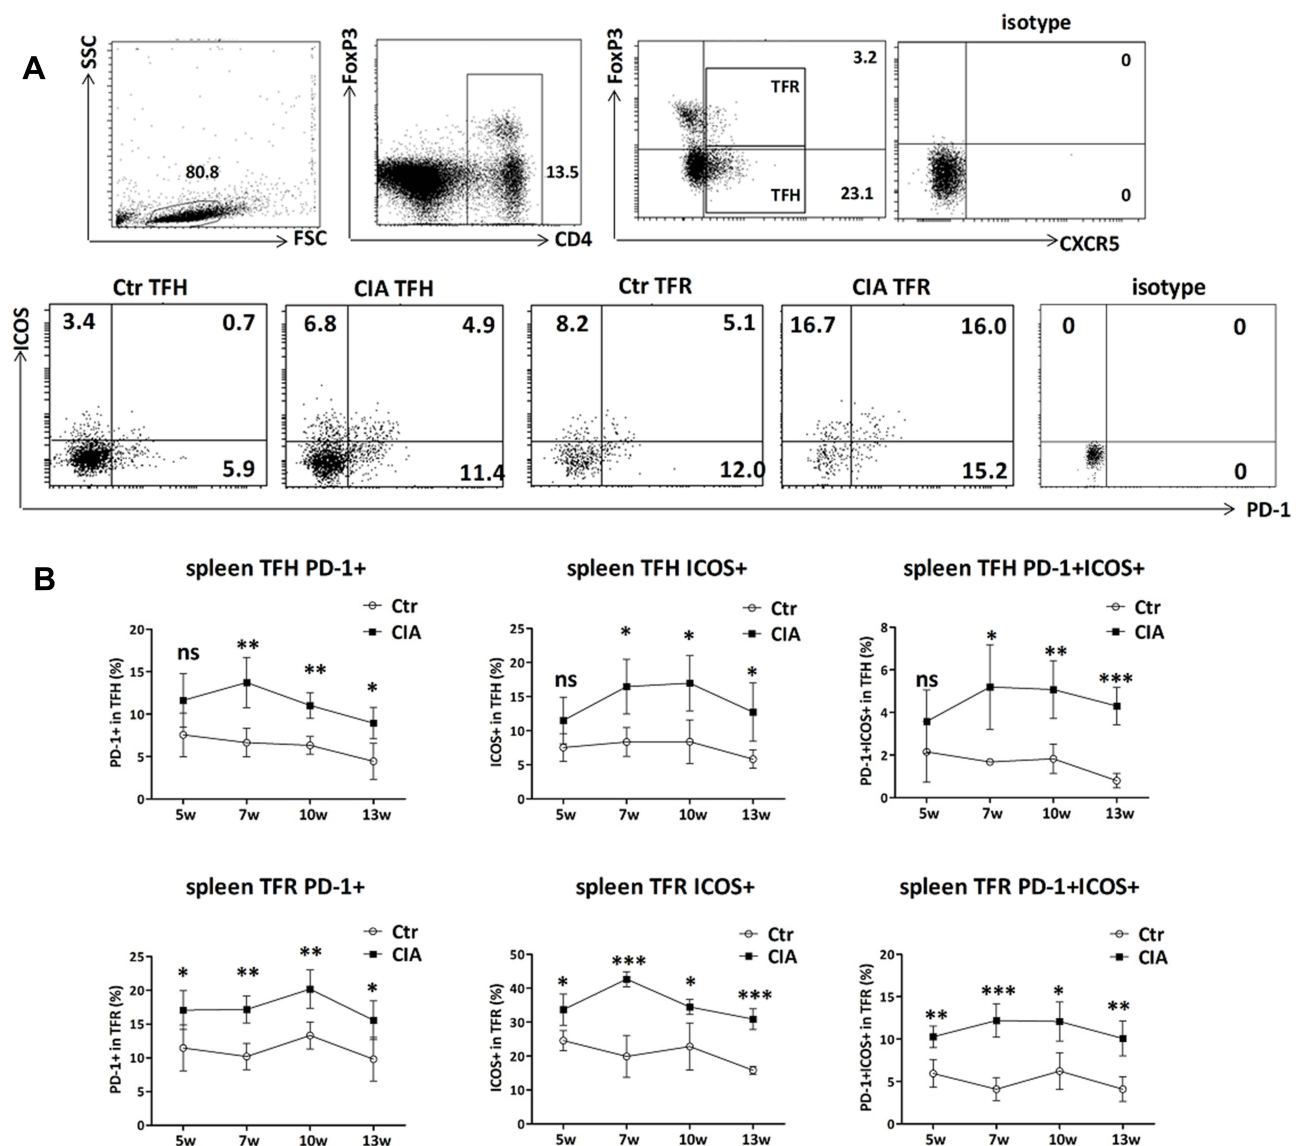 isotype
A
SSC
80.8
FSC
FoxP3
13.5
CD4
FoxP3
3.2
TFR
TFH
23.1
0
0
CXCR5
Ctr TFH
CIA TFH
Ctr TFR
CIA TFR
isotype
ICOS
3.4 0.7
5.9
6.8 4.9
11.4
8.2 5.1
12.0
16.7 16.0
15.2
0 0
0
PD-1
B
spleen TFH PD-1+
Ctr
CIA
PD-1+ in TFH (%)
20
15
10
5
0
ns ** ** *
5w 7w 10w 13w
spleen TFH ICOS+
Ctr
CIA
ICOS+ in TFH (%)
25
20
15
10
5
0
ns * * *
5w 7w 10w 13w
spleen TFH PD-1+ICOS+
Ctr
CIA
PD-1+ICOS+ in TFH (%)
8
6
4
2
0
ns * ** ***
5w 7w 10w 13w
spleen TFR PD-1+
Ctr
CIA
PD-1+ in TFR (%)
25
20
15
10
5
0
* ** ** *
5w 7w 10w 13w
spleen TFR ICOS+
Ctr
CIA
ICOS+ in TFR (%)
50
40
30
20
10
0
* *** * ***
5w 7w 10w 13w
spleen TFR PD-1+ICOS+
Ctr
CIA
PD-1+ICOS+ in TFR (%)
20
15
10
5
0
** *** * **
5w 7w 10w 13w